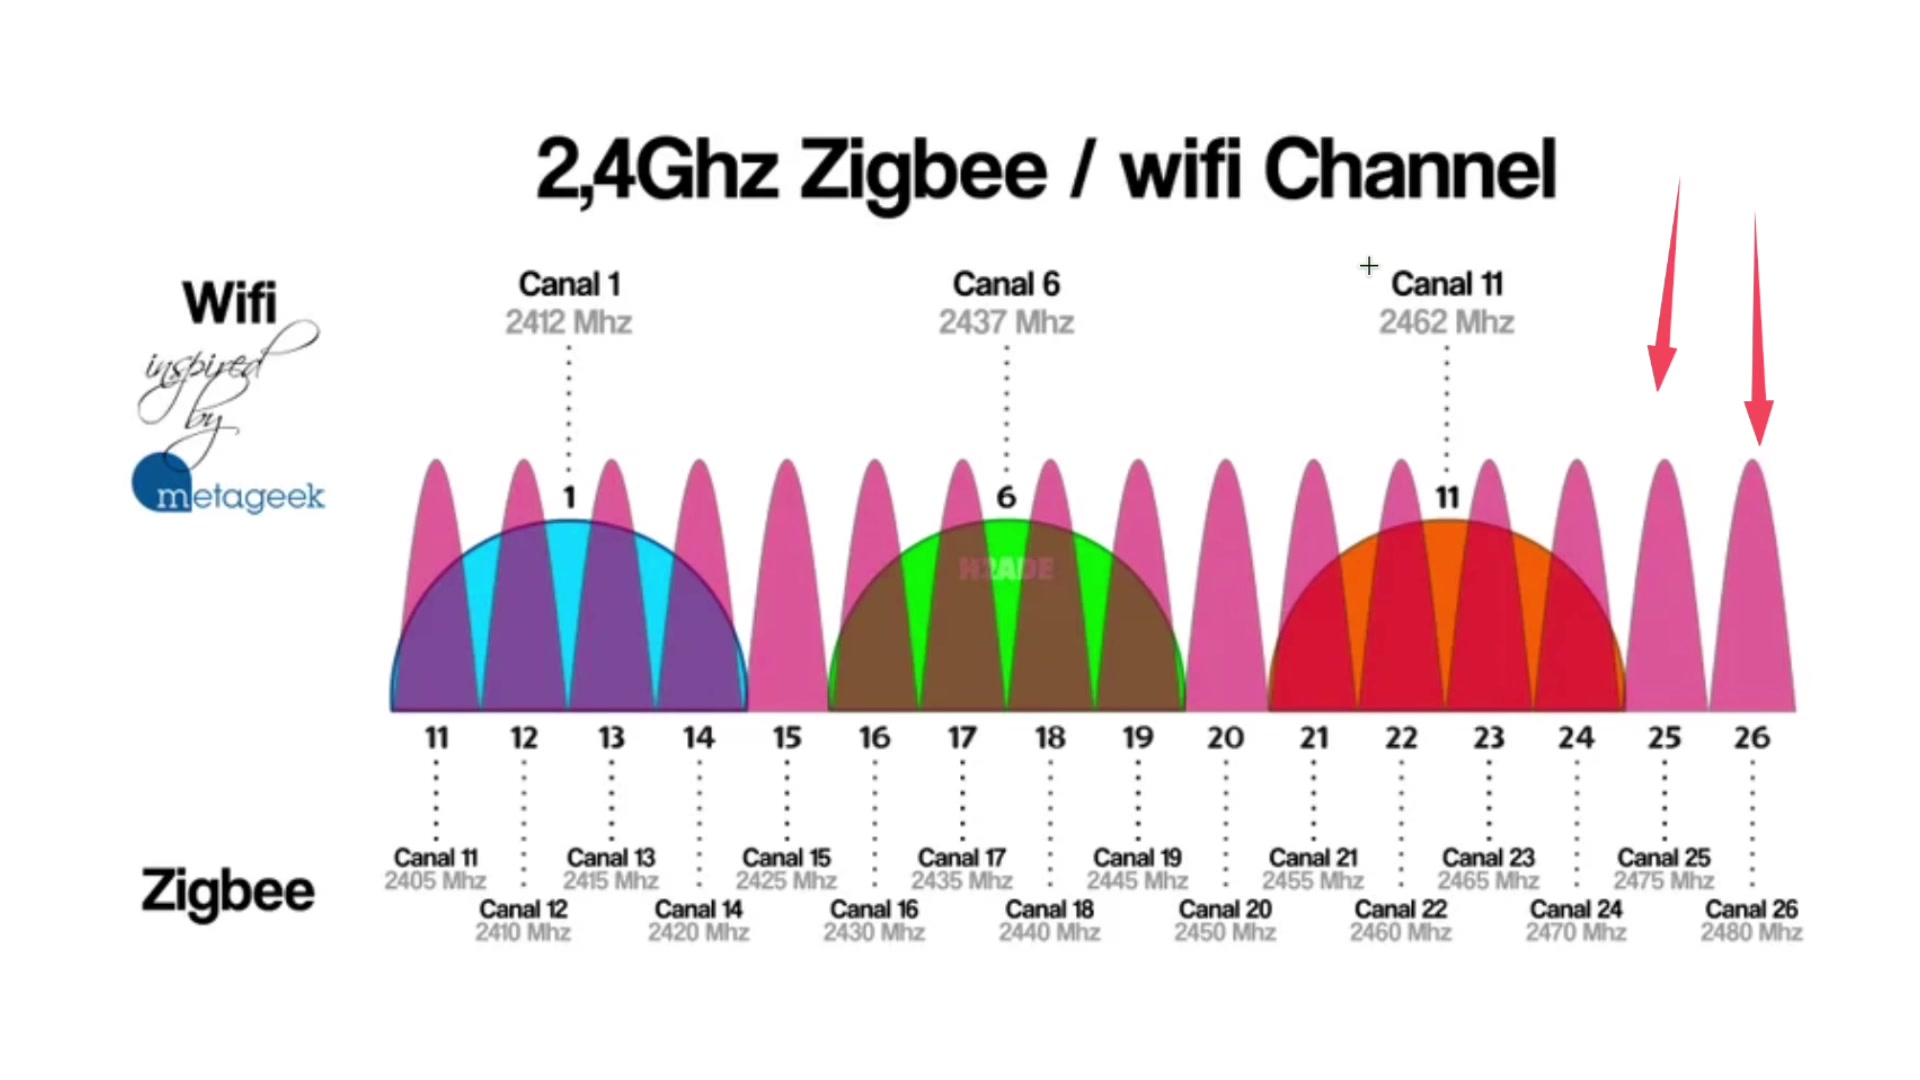 2,4Ghz Zigbee / wifi Channel
Wifi
inspired
by
metageek
Canal 1
2412 Mhz
Canal 6
2437 Mhz
Canal 11
2462 Mhz
1
6
11
H2ADE
11 12 13 14 15 16 17 18 19 20 21 22 23 24 25 26
Zigbee
Canal 11
2405 Mhz
Canal 12
2410 Mhz
Canal 13
2415 Mhz
Canal 14
2420 Mhz
Canal 15
2425 Mhz
Canal 16
2430 Mhz
Canal 17
2435 Mhz
Canal 18
2440 Mhz
Canal 19
2445 Mhz
Canal 20
2450 Mhz
Canal 21
2455 Mhz
Canal 22
2460 Mhz
Canal 23
2465 Mhz
Canal 24
2470 Mhz
Canal 25
2475 Mhz
Canal 26
2480 Mhz